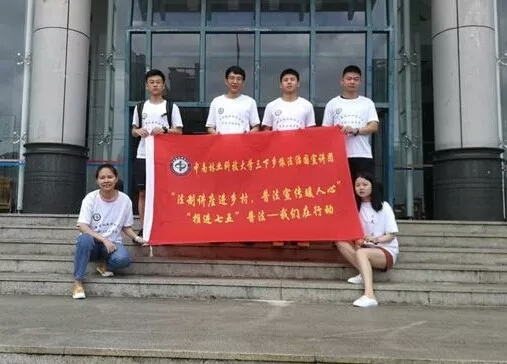 中南林业科技大学三下乡依法治国宣讲团
“法制讲座进乡村，普法宣传暖人心”
“推进七五”普法—我们在行动